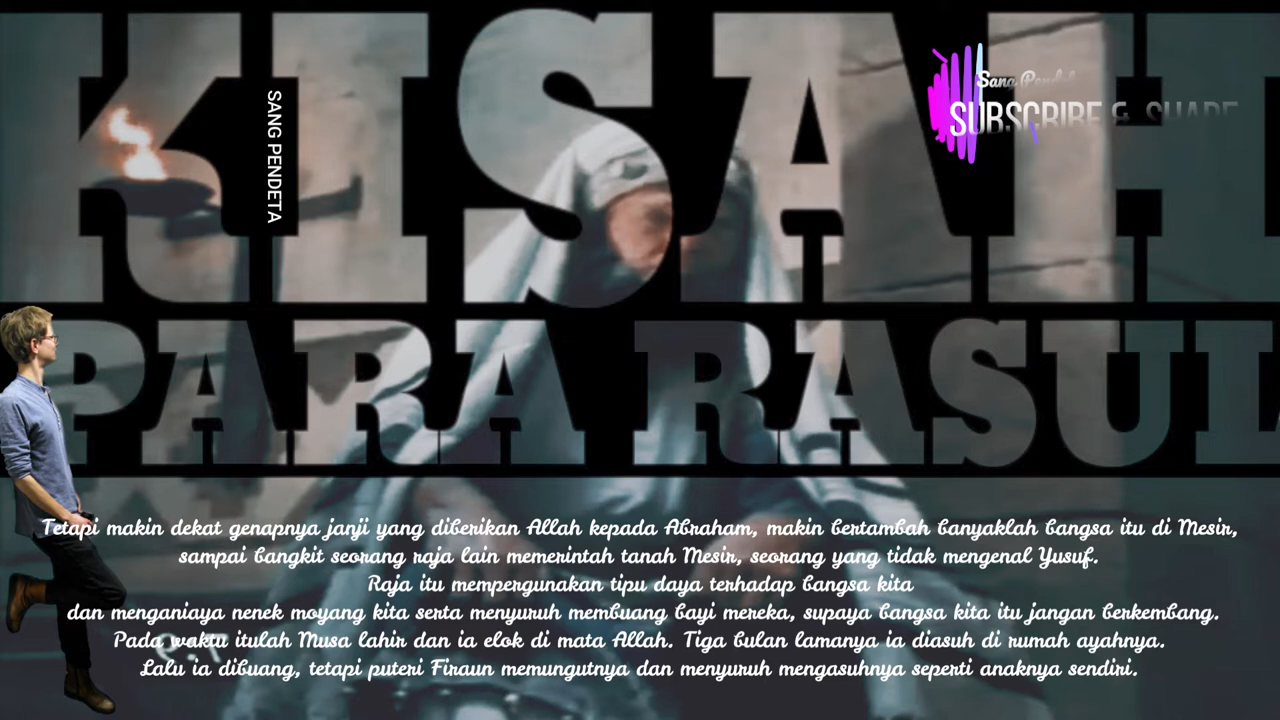 KISAH
SANG PENDETA
Sang
SUBSCRIBE & SHARE
PARA RASUL
Tetapi makin dekat genapnya janji yang diberikan Allah kepada Abraham, makin bertambah banyaklah bangsa itu di Mesir,
sampai bangkit seorang raja lain memerintah tanah Mesir, seorang yang tidak mengenal Yusuf.
Raja itu mempergunakan tipu daya terhadap bangsa kita
dan menganiaya nenek moyang kita serta menyuruh membuang bayi mereka, supaya bangsa kita itu jangan berkembang.
Pada waktu itulah Musa lahir dan ia elok di mata Allah. Tiga bulan lamanya ia diasuh di rumah ayahnya.
Lalu ia dibuang, tetapi puteri Firaun memungutnya dan menyuruh mengasuhnya seperti anaknya sendiri.